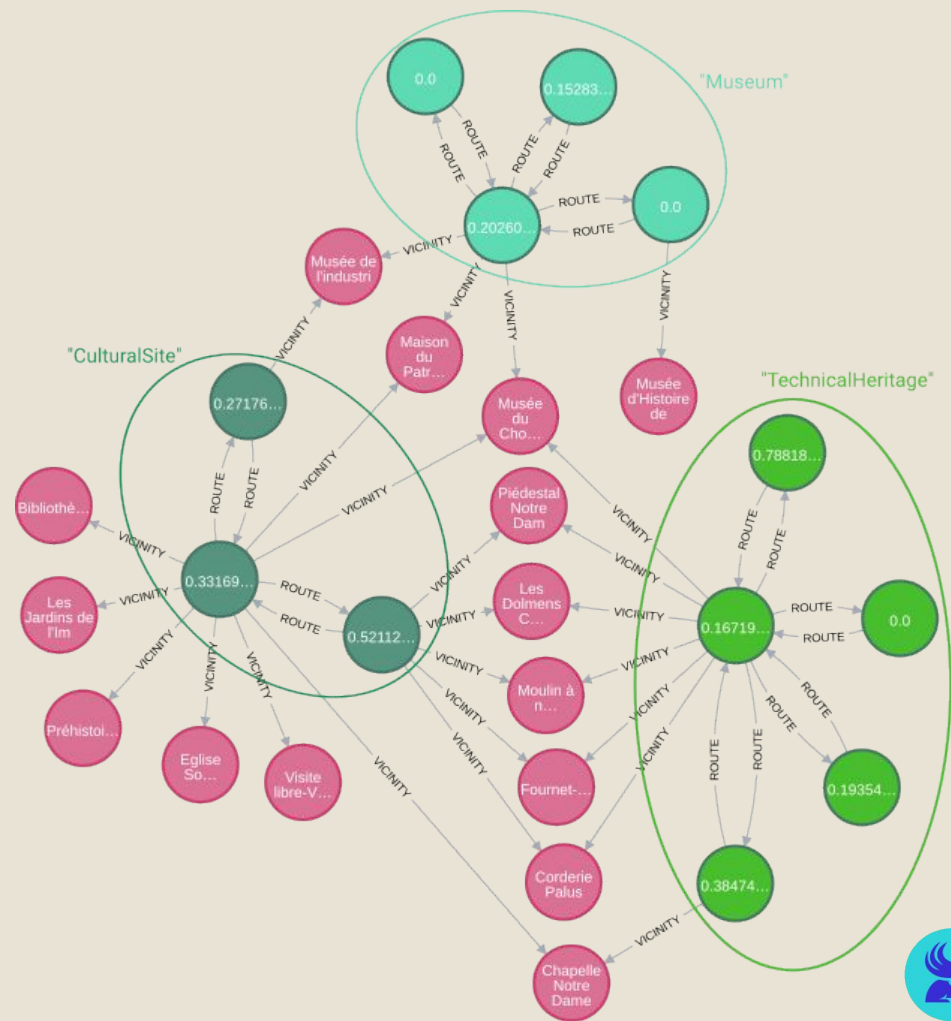 "Museum"
0.0
0.15283...
ROUTE
ROUTE
ROUTE
ROUTE
0.20260...
ROUTE
ROUTE
0.0
VICINITY
VICINITY
VICINITY
VICINITY
Musée de
l'industri
Maison
du
Patr...
Musée
du
Cho...
Musée
d'Histoire
de
"CulturalSite"
VICINITY
0.27176...
ROUTE
ROUTE
VICINITY
VICINITY
Bibliothè...
VICINITY
0.33169...
ROUTE
ROUTE
0.52112...
Les
Jardins de
l'Im
VICINITY
VICINITY
VICINITY
VICINITY
VICINITY
Préhistoi...
Eglise
So...
Visite
libre-V...
VICINITY
VICINITY
VICINITY
VICINITY
VICINITY
Piédestal
Notre
Dam
Les
Dolmens
C...
Moulin à
n...
Fournet-...
Corderie
Palus
Chapelle
Notre
Dame
"TechnicalHeritage"
0.78818...
ROUTE
ROUTE
VICINITY
VICINITY
VICINITY
VICINITY
VICINITY
VICINITY
0.16719...
ROUTE
ROUTE
0.0
ROUTE
ROUTE
0.19354...
ROUTE
ROUTE
0.38474...
VICINITY